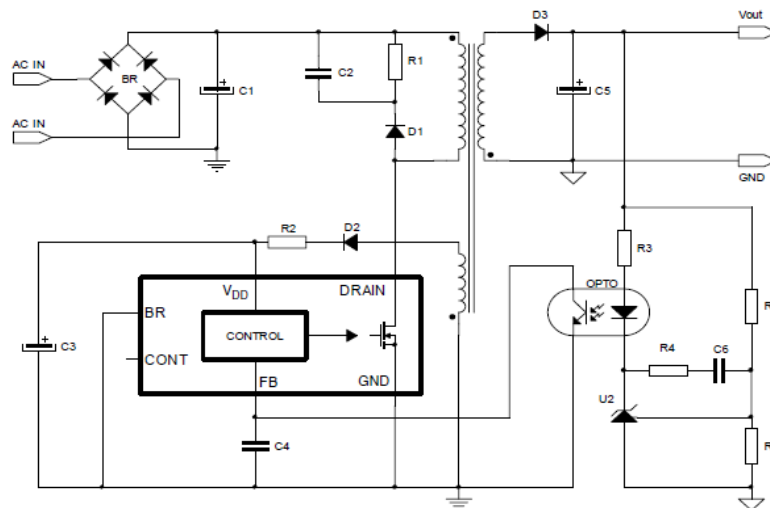 D3
Vout
AC IN
BR
R1
C2
C1
C5
AC IN
D1
GND
R2
D2
R3
VDD
DRAIN
OPTO
BR
R
CONTROL
C3
R4
C6
CONT
FB
GND
U2
C4
R